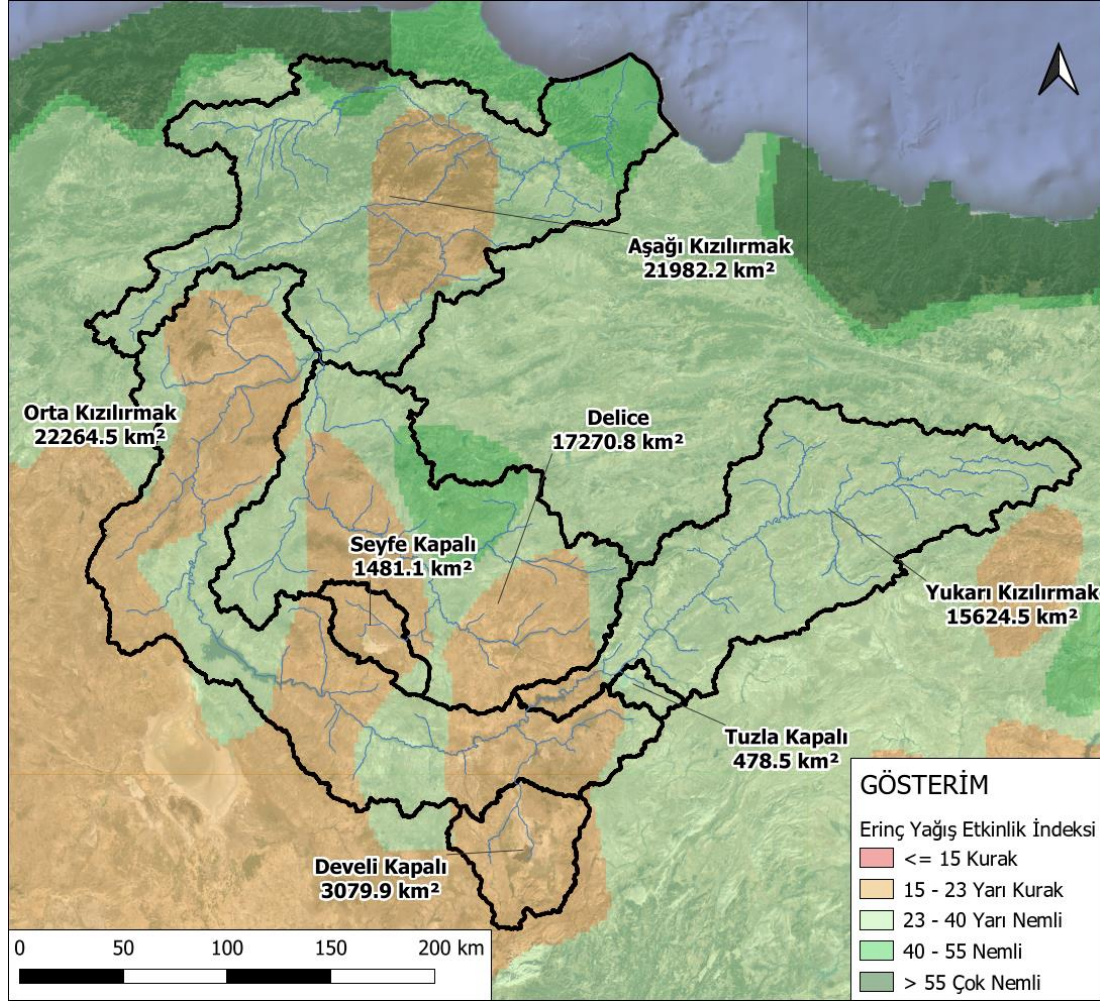 Aşağı Kızılırmak
21982.2 km²
Orta Kızılırmak
22264.5 km²
Delice
17270.8 km²
Seyfe Kapalı
1481.1 km²
Yukarı Kızılırmak
15624.5 km²
Tuzla Kapalı
478.5 km²
Develi Kapalı
3079.9 km²
GÖSTERİM
Erinç Yağış Etkinlik İndeksi
<= 15 Kurak
15 - 23 Yarı Kurak
23 - 40 Yarı Nemli
40 - 55 Nemli
> 55 Çok Nemli
0 50 100 150 200 km